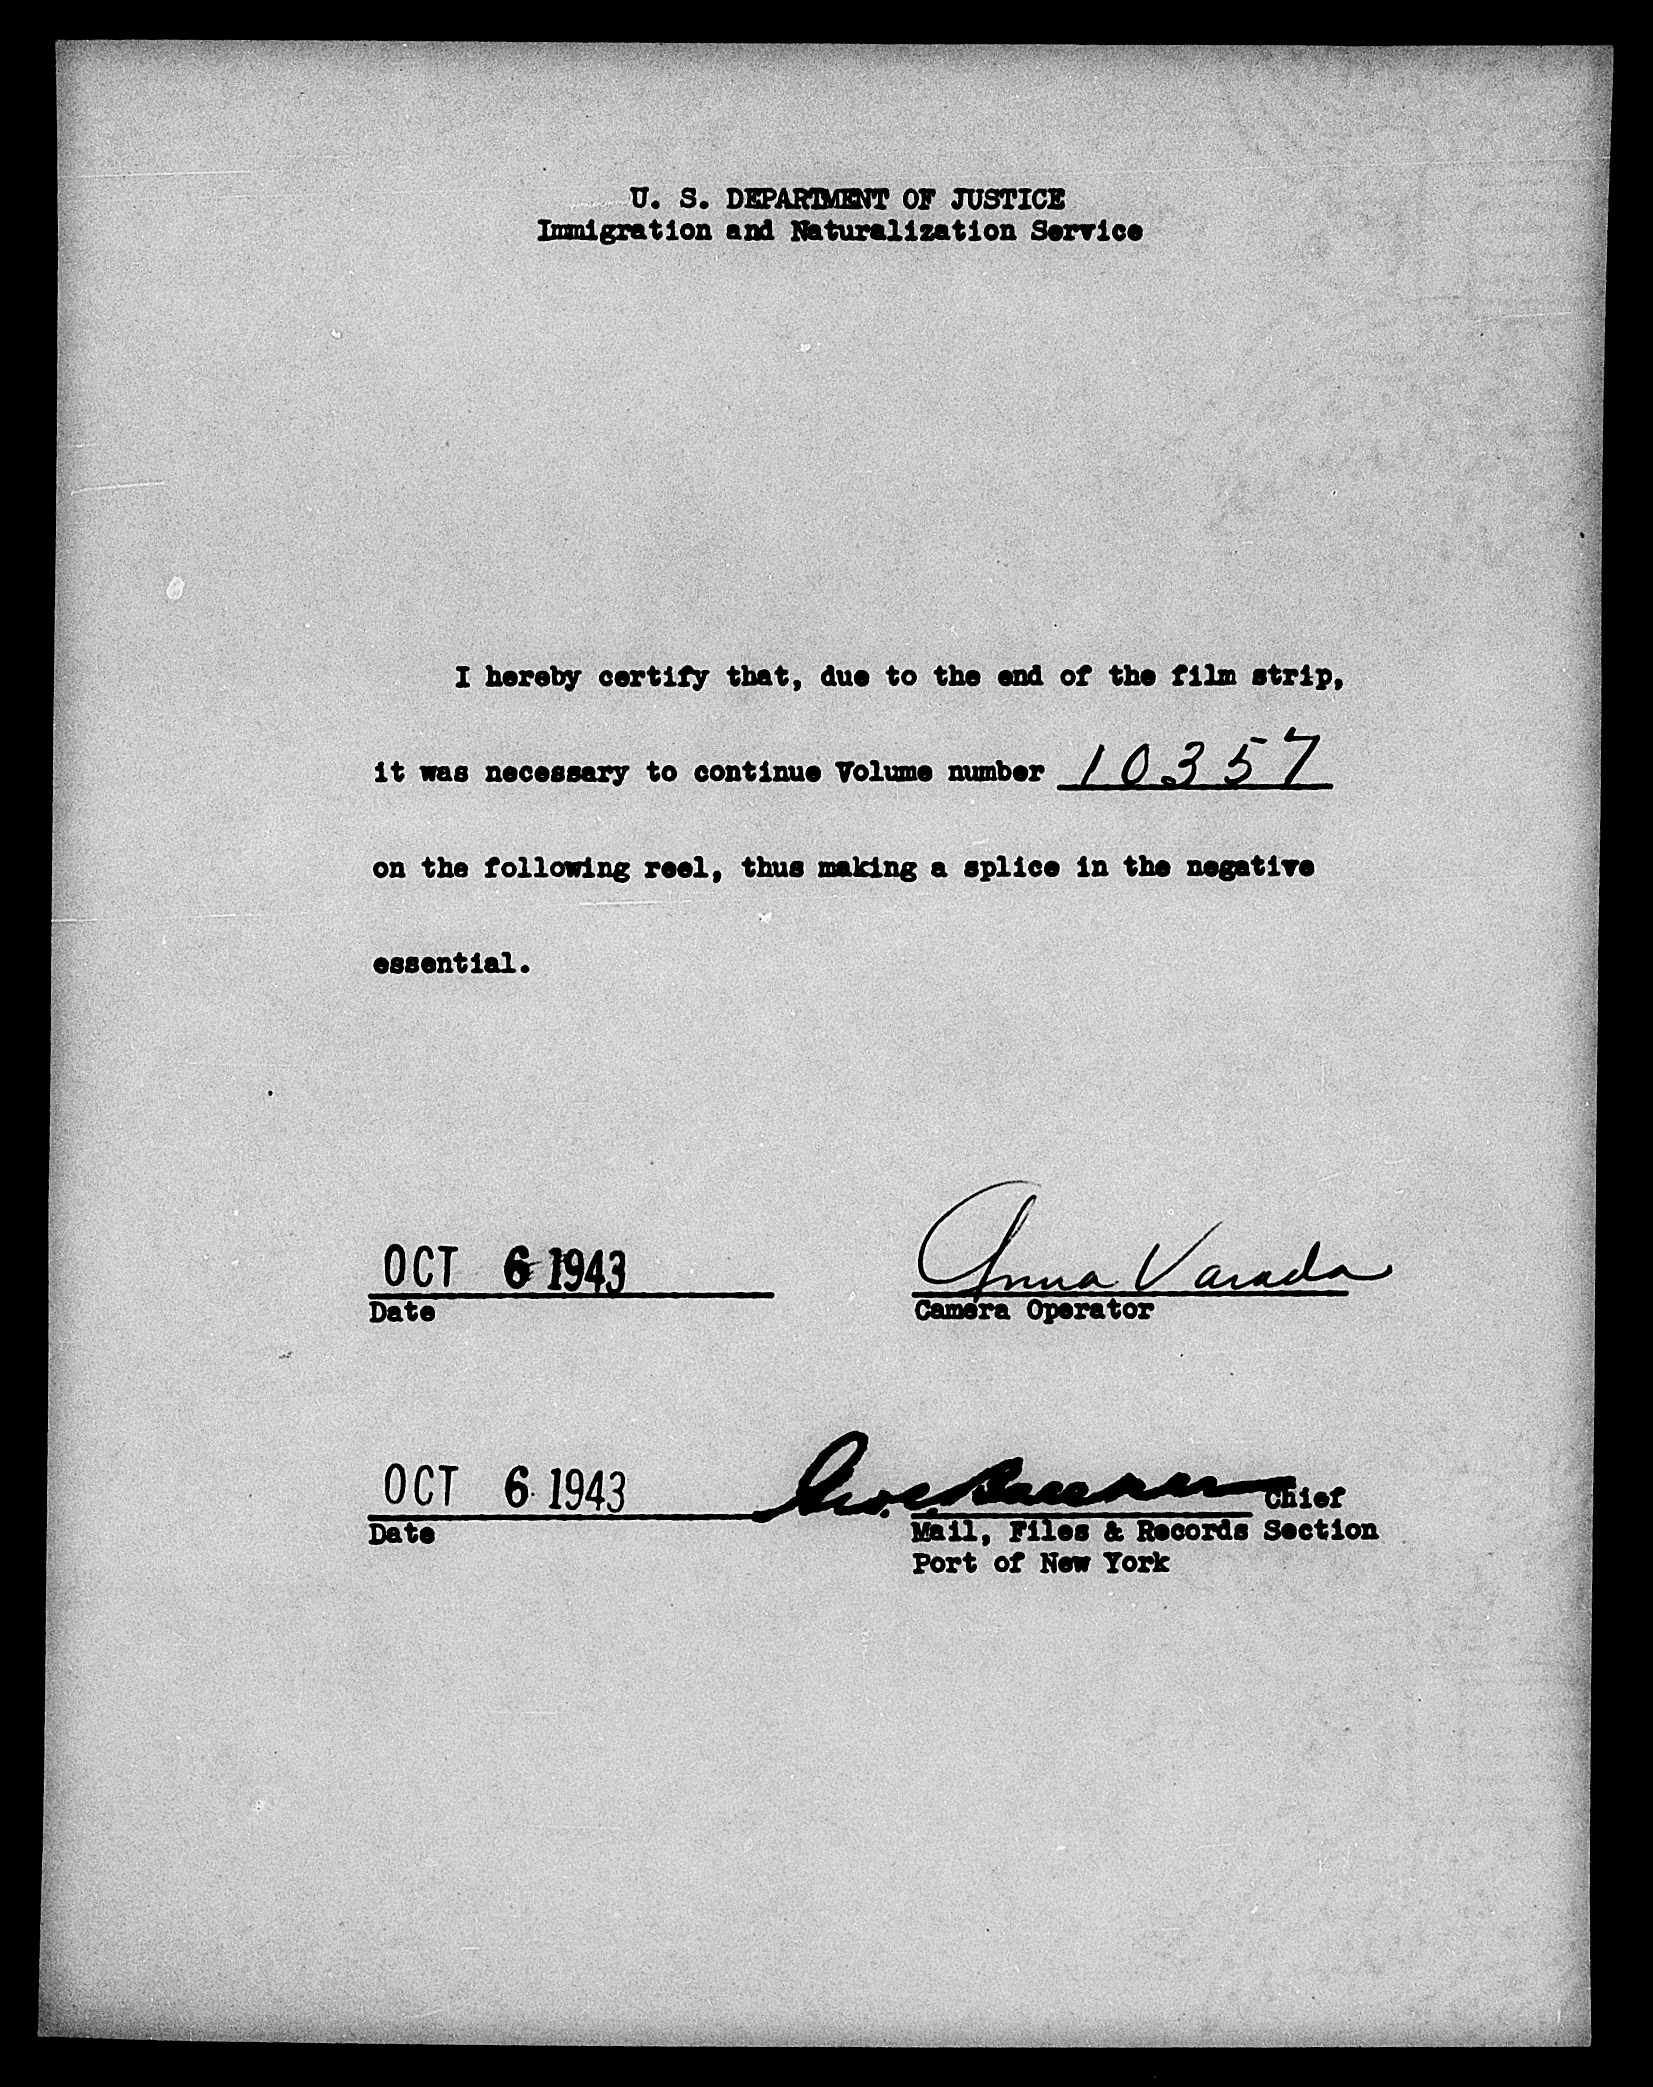 U. S. DEPARTMENT OF JUSTICE
Immigration and Naturalization Service
I hereby certify that, due to the end of the film strip,
it was necessary to continue Volume number 10357
on the following reel, thus making a splice in the negative
essential.
OCT 6 1943 Anna Varada
Date Camera Operator
OCT 6 1943 Chief
Date Mail, Files & Records Section
Port of New York